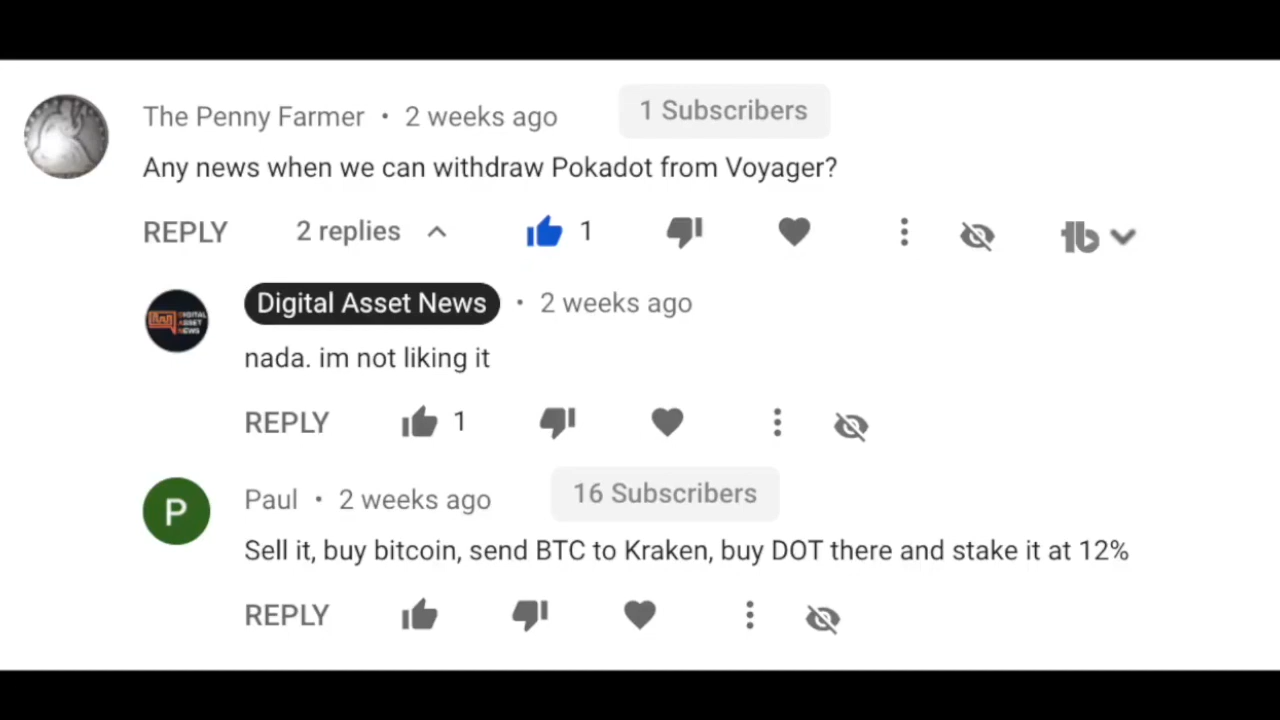 The Penny Farmer • 2 weeks ago 1 Subscribers
Any news when we can withdraw Pokadot from Voyager?
REPLY 2 replies 1
DIGITAL
ASSET
NEWS
Digital Asset News • 2 weeks ago
nada. im not liking it
REPLY 1
P
Paul • 2 weeks ago 16 Subscribers
Sell it, buy bitcoin, send BTC to Kraken, buy DOT there and stake it at 12%
REPLY